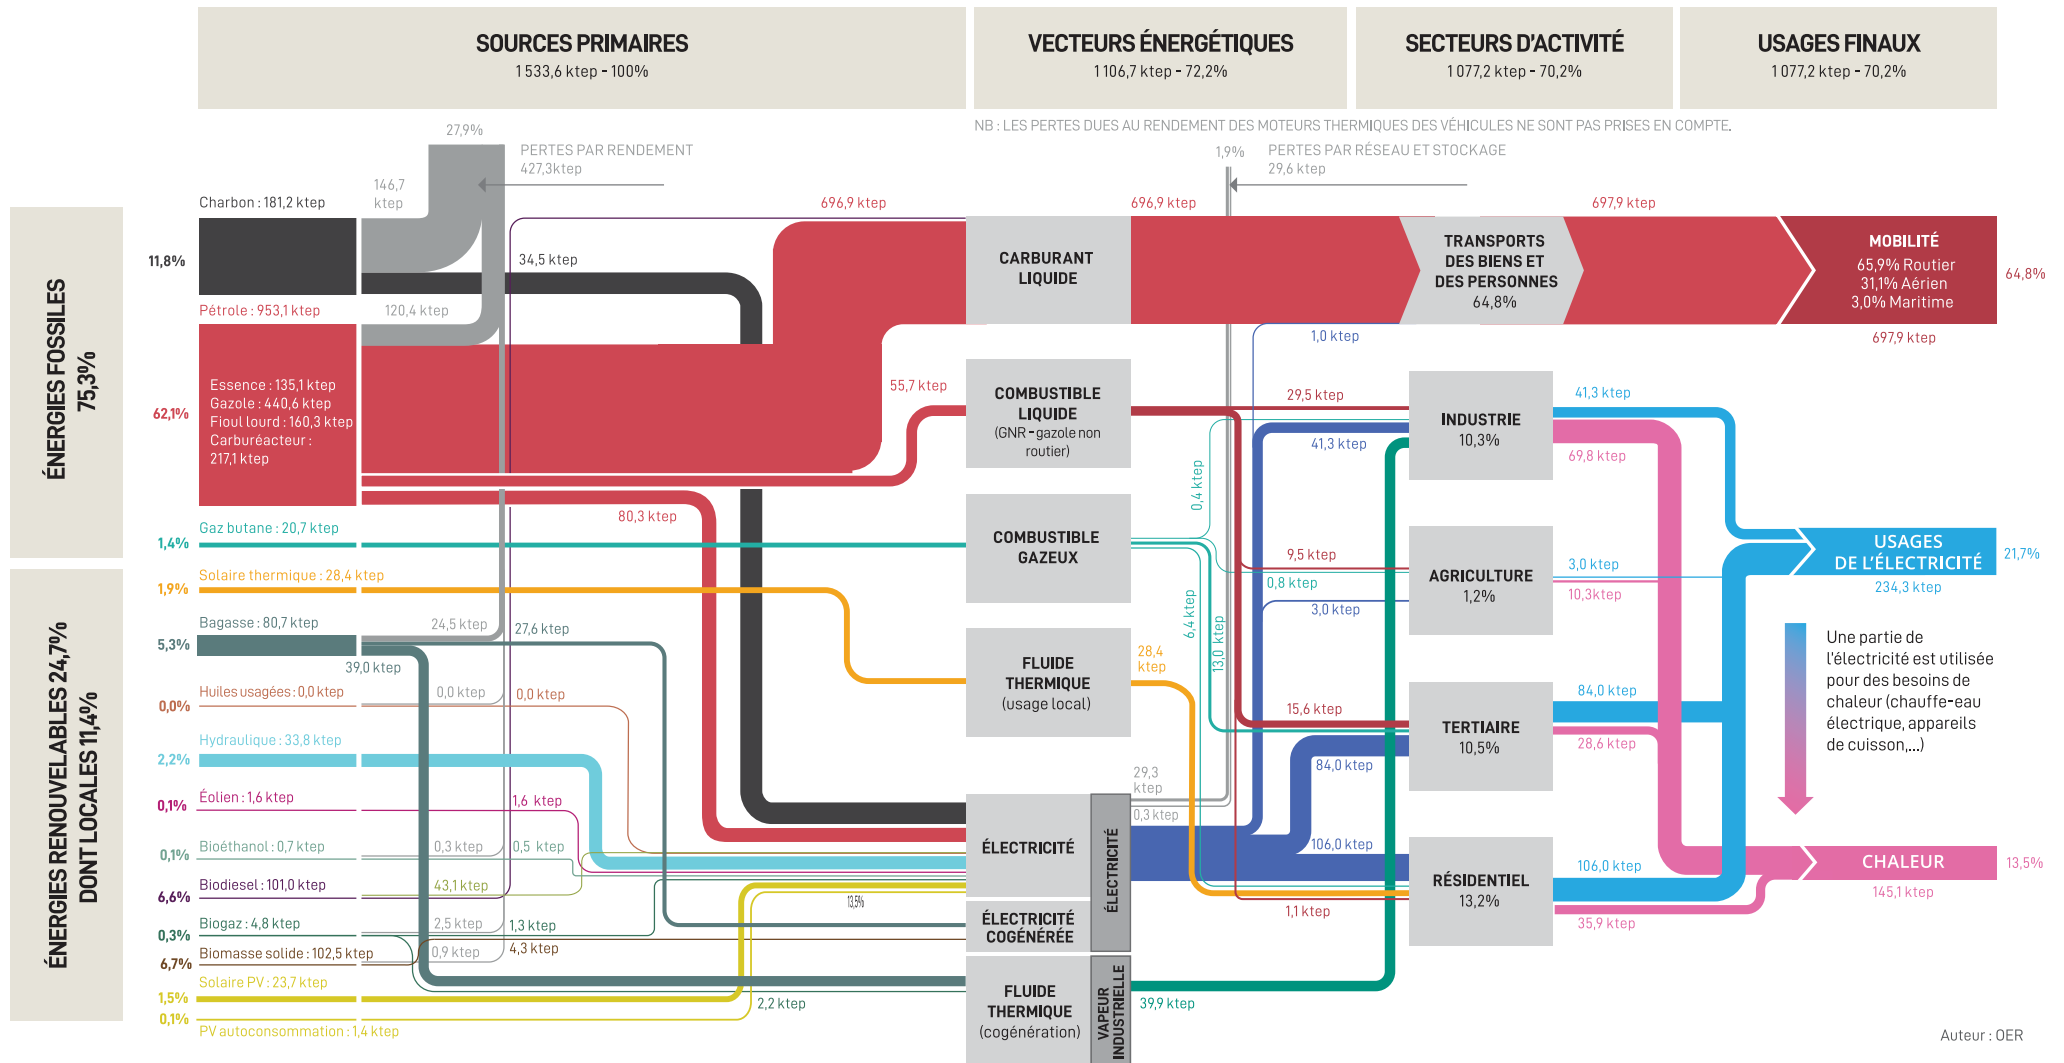 SOURCES PRIMAIRES
1 533,6 ktep - 100%
VECTEURS ÉNERGÉTIQUES
1 106,7 ktep - 72,2%
SECTEURS D'ACTIVITÉ
1 077,2 ktep - 70,2%
USAGES FINAUX
1 077,2 ktep - 70,2%
NB : LES PERTES DUES AU RENDEMENT DES MOTEURS THERMIQUES DES VÉHICULES NE SONT PAS PRISES EN COMPTE.
27,9%
PERTES PAR RENDEMENT
427,3ktep
1,9%
PERTES PAR RÉSEAU ET STOCKAGE
29,6 ktep
ÉNERGIES FOSSILES
75,3%
ÉNERGIES RENOUVELABLES 24,7%
DONT LOCALES 11,4%
Charbon : 181,2 ktep
11,8%
146,7
ktep
34,5 ktep
Pétrole : 953,1 ktep
62,1%
120,4 ktep
Essence : 135,1 ktep
Gazole : 440,6 ktep
Fioul lourd : 160,3 ktep
Carburéacteur :
217,1 ktep
696,9 ktep
55,7 ktep
80,3 ktep
Gaz butane : 20,7 ktep
1,4%
Solaire thermique : 28,4 ktep
1,9%
Bagasse : 80,7 ktep
5,3%
24,5 ktep
27,6 ktep
39,0 ktep
Huiles usagées : 0,0 ktep
0,0%
0,0 ktep
0,0 ktep
Hydraulique : 33,8 ktep
2,2%
Éolien : 1,6 ktep
0,1%
1,6 ktep
Bioéthanol : 0,7 ktep
0,1%
0,3 ktep
0,5 ktep
Biodiesel : 101,0 ktep
6,6%
43,1 ktep
Biogaz : 4,8 ktep
0,3%
2,5 ktep
1,3 ktep
Biomasse solide : 102,5 ktep
6,7%
0,9 ktep
4,3 ktep
Solaire PV : 23,7 ktep
1,5%
0,1%
PV autoconsommation : 1,4 ktep
2,2 ktep
13,5%
CARBURANT
LIQUIDE
COMBUSTIBLE
LIQUIDE
(GNR - gazole non
routier)
COMBUSTIBLE
GAZEUX
FLUIDE
THERMIQUE
(usage local)
ÉLECTRICITÉ
ÉLECTRICITÉ
COGÉNÉRÉE
ÉLECTRICITÉ
FLUIDE
THERMIQUE
(cogénération)
VAPEUR
INDUSTRIELLE
696,9 ktep
1,0 ktep
29,5 ktep
41,3 ktep
0,4 ktep
9,5 ktep
0,8 ktep
3,0 ktep
6,4 ktep
13,0 ktep
28,4
ktep
15,6 ktep
84,0 ktep
29,3
ktep
0,3 ktep
106,0 ktep
1,1 ktep
39,9 ktep
TRANSPORTS
DES BIENS ET
DES PERSONNES
64,8%
INDUSTRIE
10,3%
AGRICULTURE
1,2%
TERTIAIRE
10,5%
RÉSIDENTIEL
13,2%
697,9 ktep
41,3 ktep
69,8 ktep
3,0 ktep
10,3ktep
84,0 ktep
28,6 ktep
106,0 ktep
35,9 ktep
MOBILITÉ
65,9% Routier
31,1% Aérien
3,0% Maritime
64,8%
697,9 ktep
USAGES
DE L'ÉLECTRICITÉ
21,7%
234,3 ktep
Une partie de
l'électricité est utilisée
pour des besoins de
chaleur (chauffe-eau
électrique, appareils
de cuisson,...)
CHALEUR
13,5%
145,1 ktep
Auteur : OER